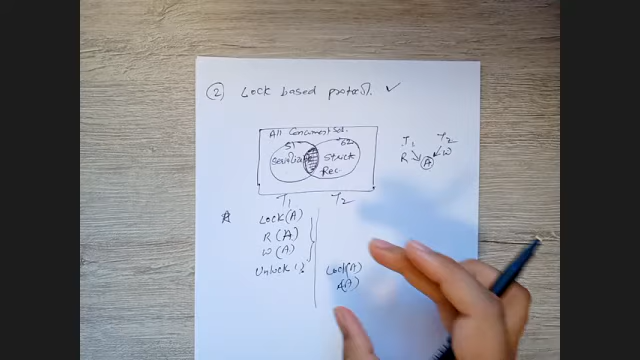 ② Lock based protocol. ✓
All Concurrent Sch.
S1 S2
Serializ Strict
Rec.
T1 T2
R A W
T1 T2
A Lock(A)
R(A)
W(A)
Unlock Lock(A)
R(A)